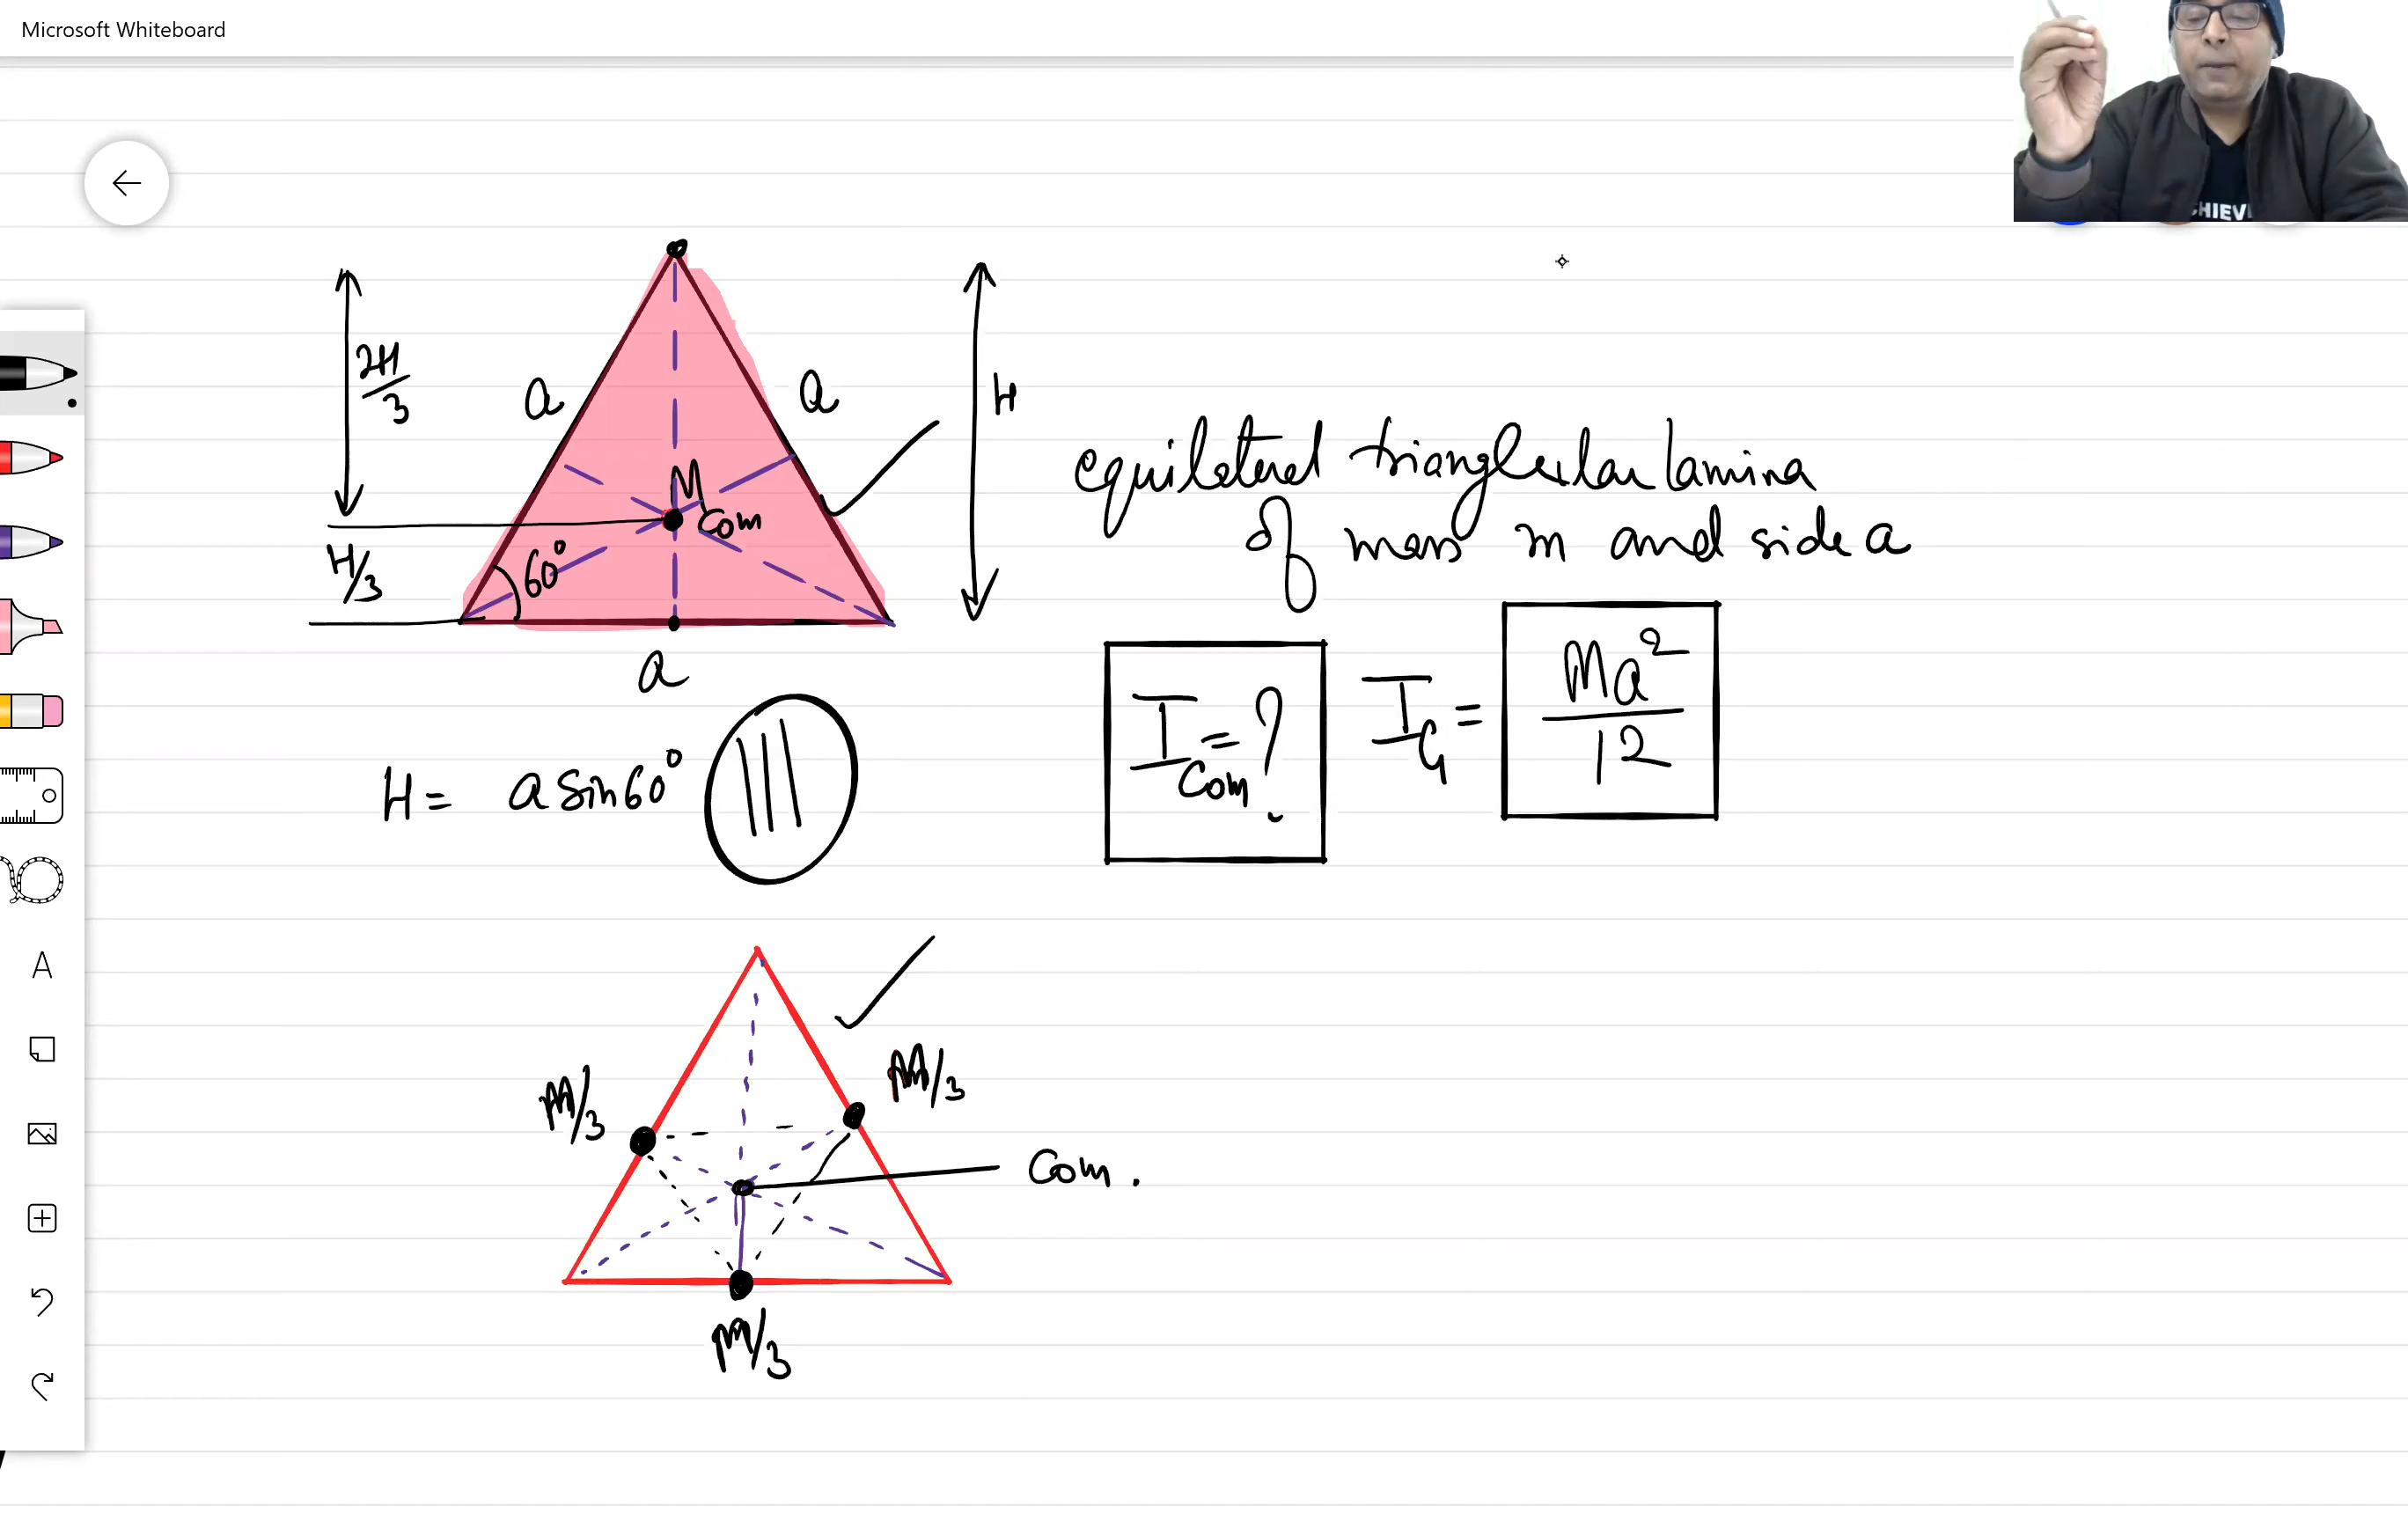 Microsoft Whiteboard
CHIEV
2H/3
a
a
H
M
Com
equilateral triangular lamina
of mass m and side a
H/3
60°
a
I_Com = ?
I_G = Ma²/12
H = a sin60°
M/3
M/3
Com.
M/3
A